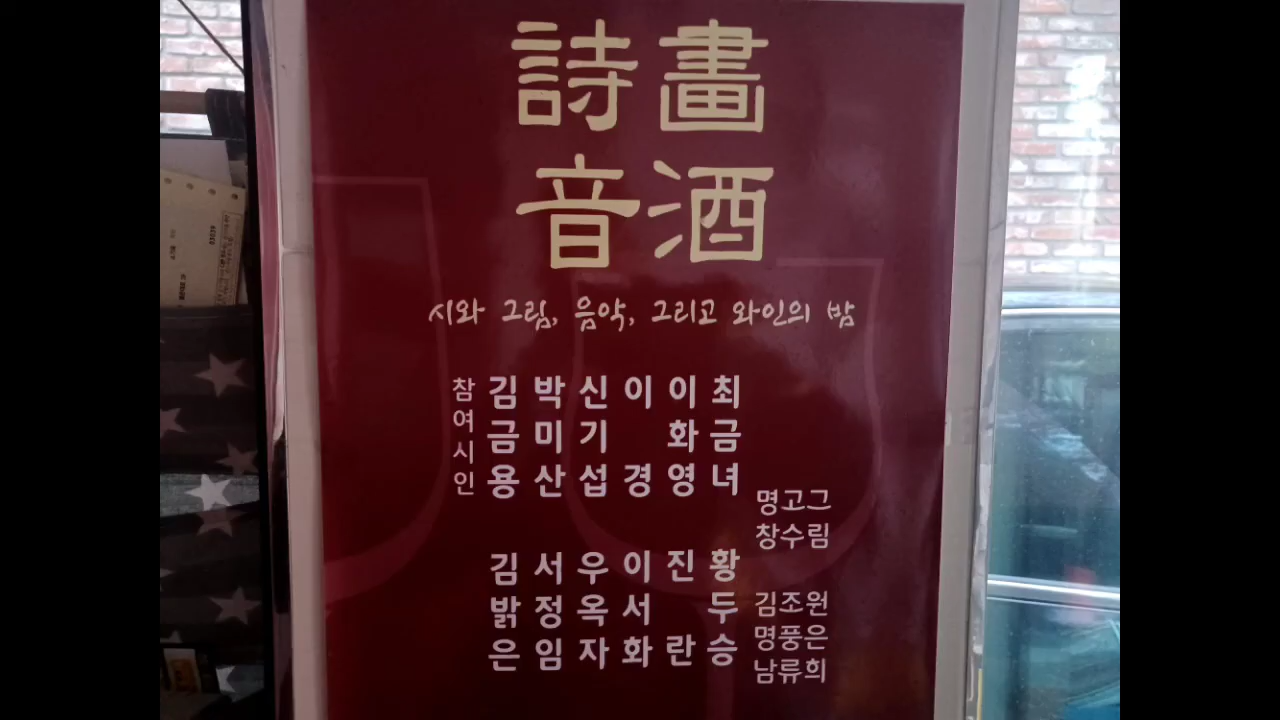 詩畫
音酒
시와 그림, 음악, 그리고 와인의 밤
참여시인
김금용
박미산
신기섭
이경
이화영
최금녀
김밝은
서정임
우옥자
이서화
진란
황두승
명창 김명남
고수 조풍류
그림 원은희
03039